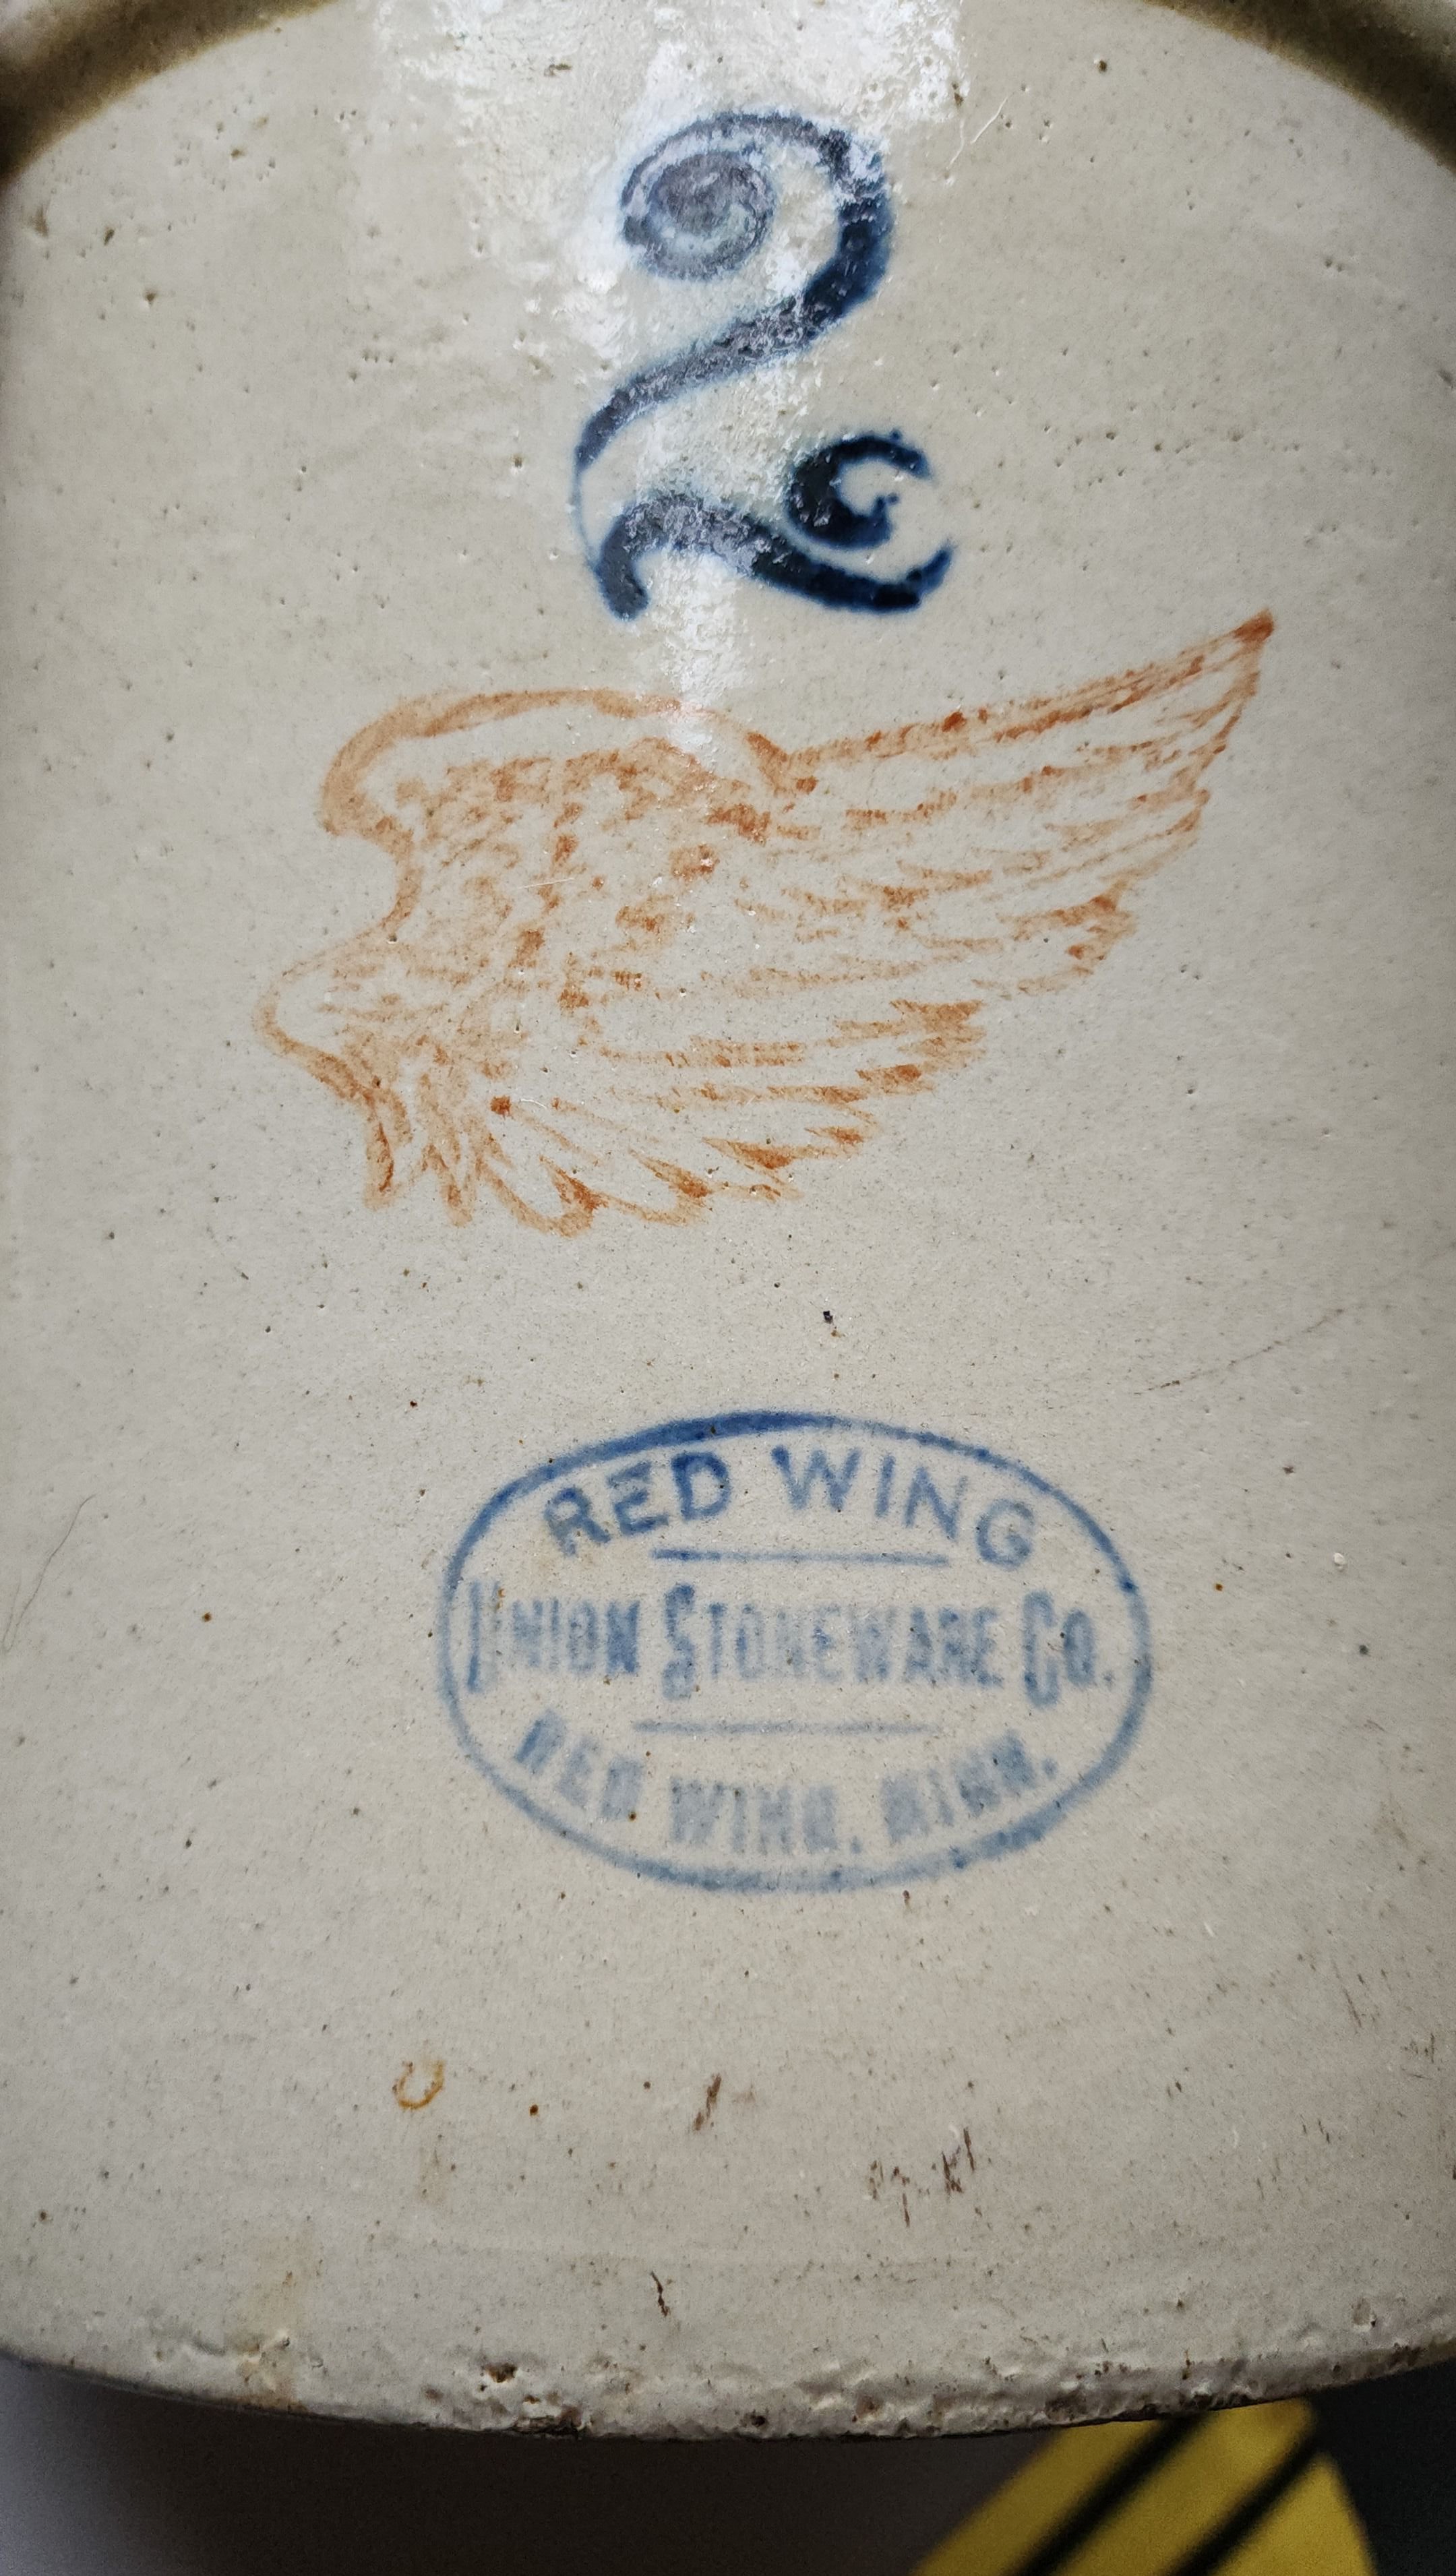 2
RED WING
UNION STONEWARE CO.
RED WING, MINN.